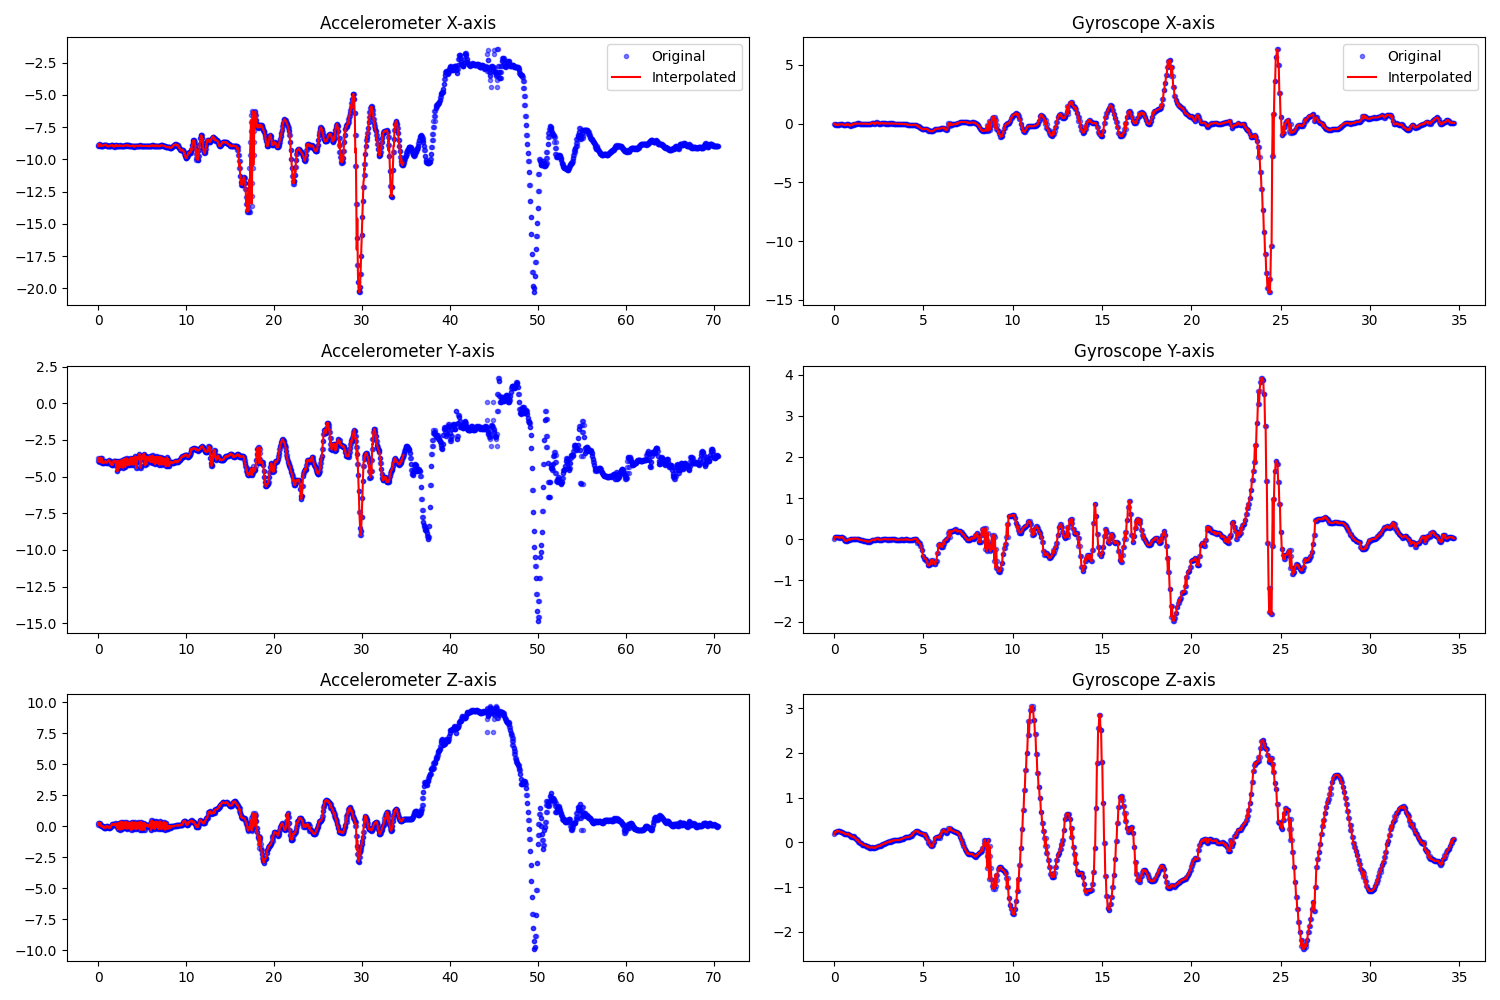 Accelerometer X-axis
−2.5
−5.0
−7.5
−10.0
−12.5
−15.0
−17.5
−20.0
Original
Interpolated
0 10 20 30 40 50 60 70
Gyroscope X-axis
5
0
−5
−10
−15
Original
Interpolated
0 5 10 15 20 25 30 35
Accelerometer Y-axis
2.5
0.0
−2.5
−5.0
−7.5
−10.0
−12.5
−15.0
0 10 20 30 40 50 60 70
Gyroscope Y-axis
4
3
2
1
0
−1
−2
0 5 10 15 20 25 30 35
Accelerometer Z-axis
10.0
7.5
5.0
2.5
0.0
−2.5
−5.0
−7.5
−10.0
0 10 20 30 40 50 60 70
Gyroscope Z-axis
3
2
1
0
−1
−2
0 5 10 15 20 25 30 35